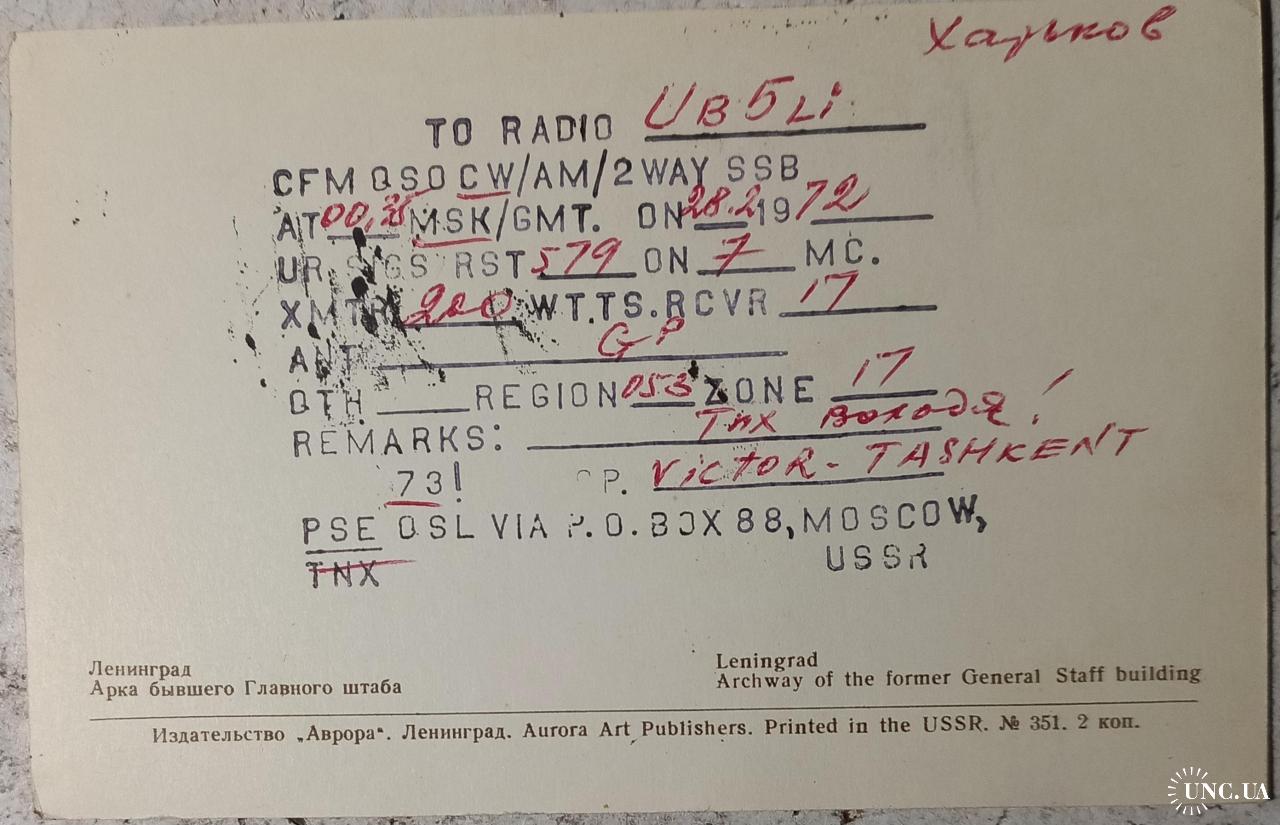 Харьков
TO RADIO UB5Li
CFM QSO CW/AM/2WAY SSB
AT 00, MSK/GMT. ON 28.2 1972
UR SIGS RST 579 ON 7 MC.
XMTR 200 WT.TS. RCVR 17
ANT GP
QTH REGION 053 ZONE 17
REMARKS: TNX Володя!
73! OP. VICTOR - TASHKENT
PSE QSL VIA P.O.BOX 88, MOSCOW,
TNX USSR
Ленинград
Арка бывшего Главного штаба
Leningrad
Archway of the former General Staff building
Издательство „Аврора“. Ленинград. Aurora Art Publishers. Printed in the USSR. № 351. 2 коп.
UNC.UA